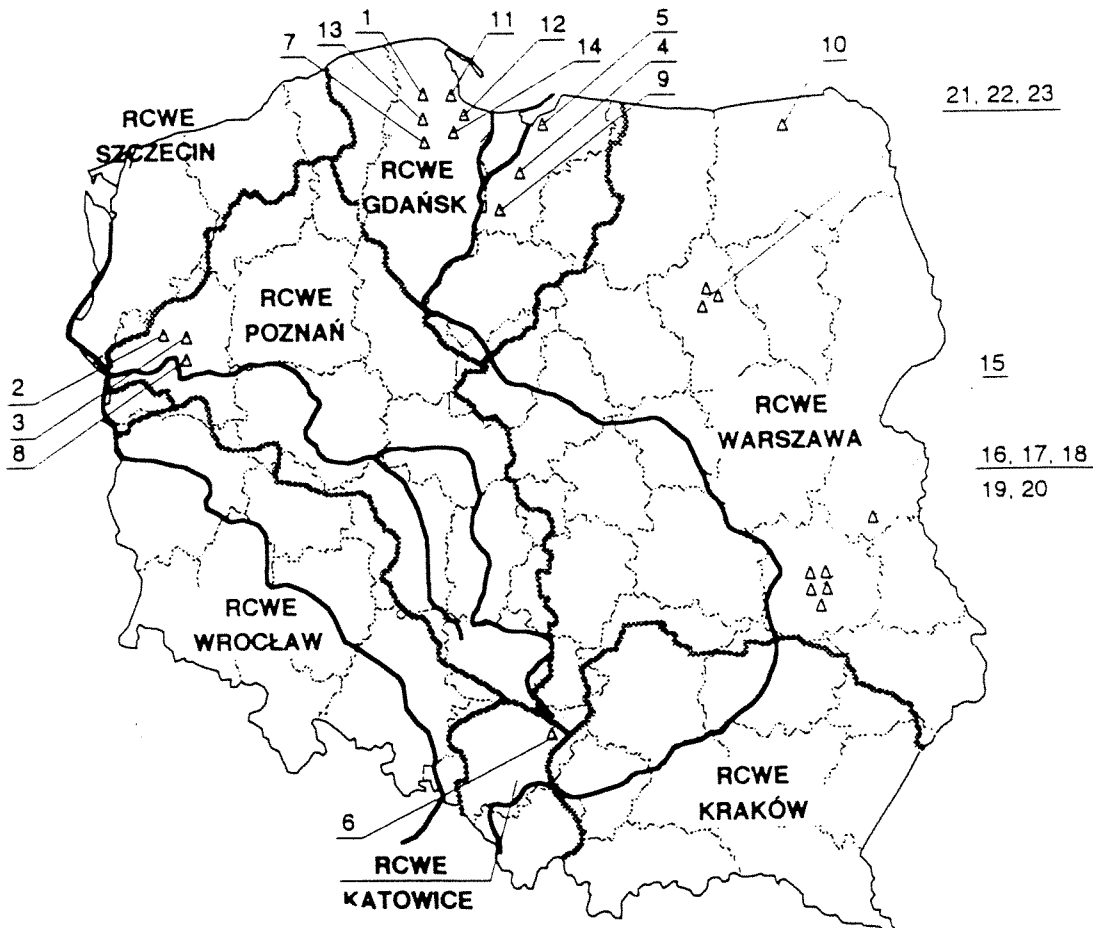 1
11
5
13
12
4
7
14
10
9
21, 22, 23
RCWE
SZCZECIN
RCWE
GDAŃSK
RCWE
POZNAŃ
2
3
8
15
RCWE
WARSZAWA
16, 17, 18
19, 20
RCWE
WROCŁAW
RCWE
KRAKÓW
6
RCWE
KATOWICE